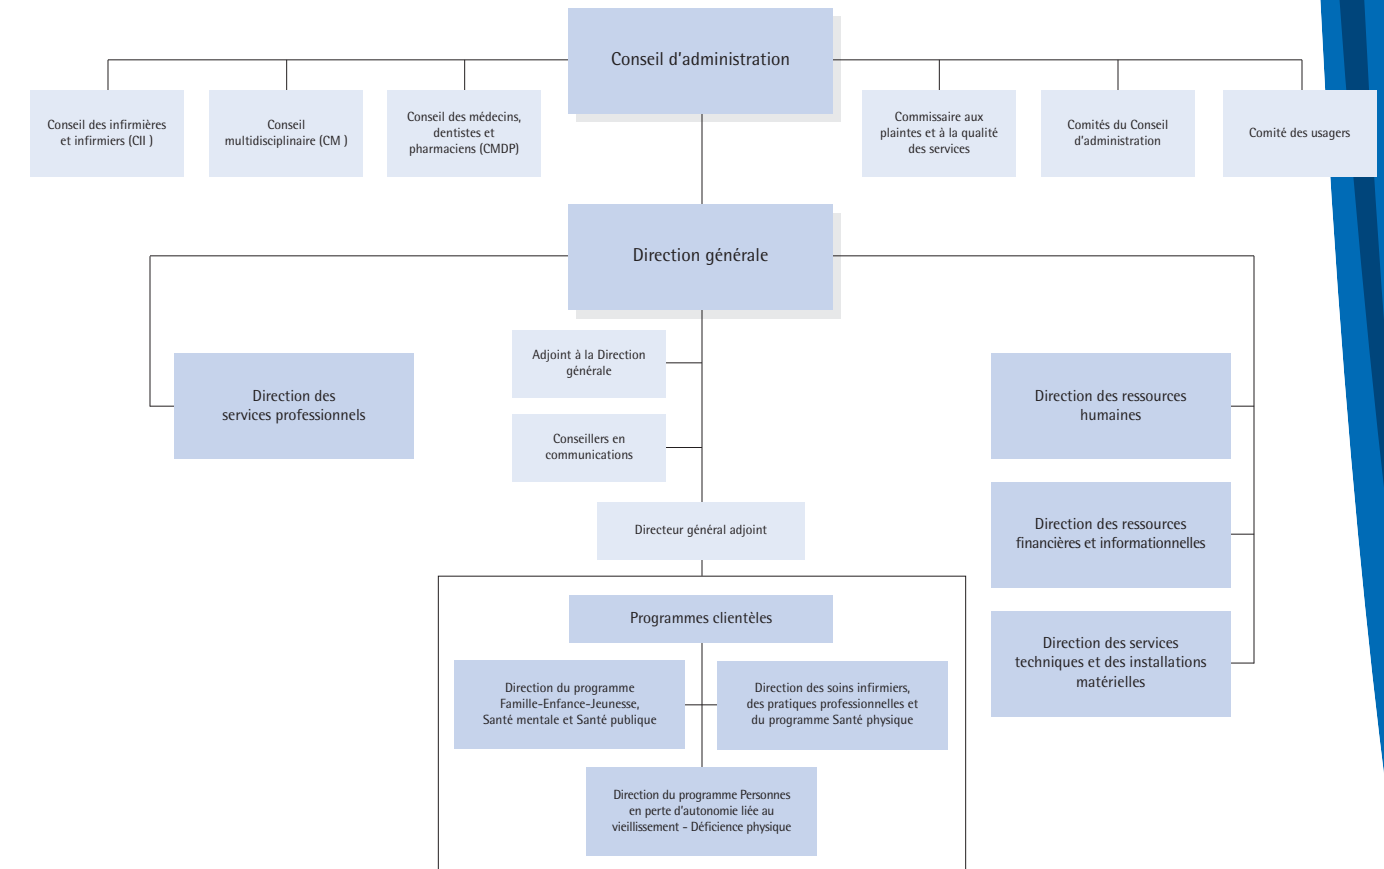 Conseil d'administration
Conseil des infirmières
et infirmiers (CII )
Conseil
multidisciplinaire (CM )
Conseil des médecins,
dentistes et
pharmaciens (CMDP)
Commissaire aux
plaintes et à la qualité
des services
Comités du Conseil
d'administration
Comité des usagers
Direction générale
Adjoint à la Direction
générale
Direction des
services professionnels
Direction des ressources
humaines
Conseillers en
communications
Directeur général adjoint
Direction des ressources
financières et informationnelles
Programmes clientèles
Direction des services
techniques et des installations
matérielles
Direction du programme
Famille-Enfance-Jeunesse,
Santé mentale et Santé publique
Direction des soins infirmiers,
des pratiques professionnelles et
du programme Santé physique
Direction du programme Personnes
en perte d'autonomie liée au
vieillissement - Déficience physique